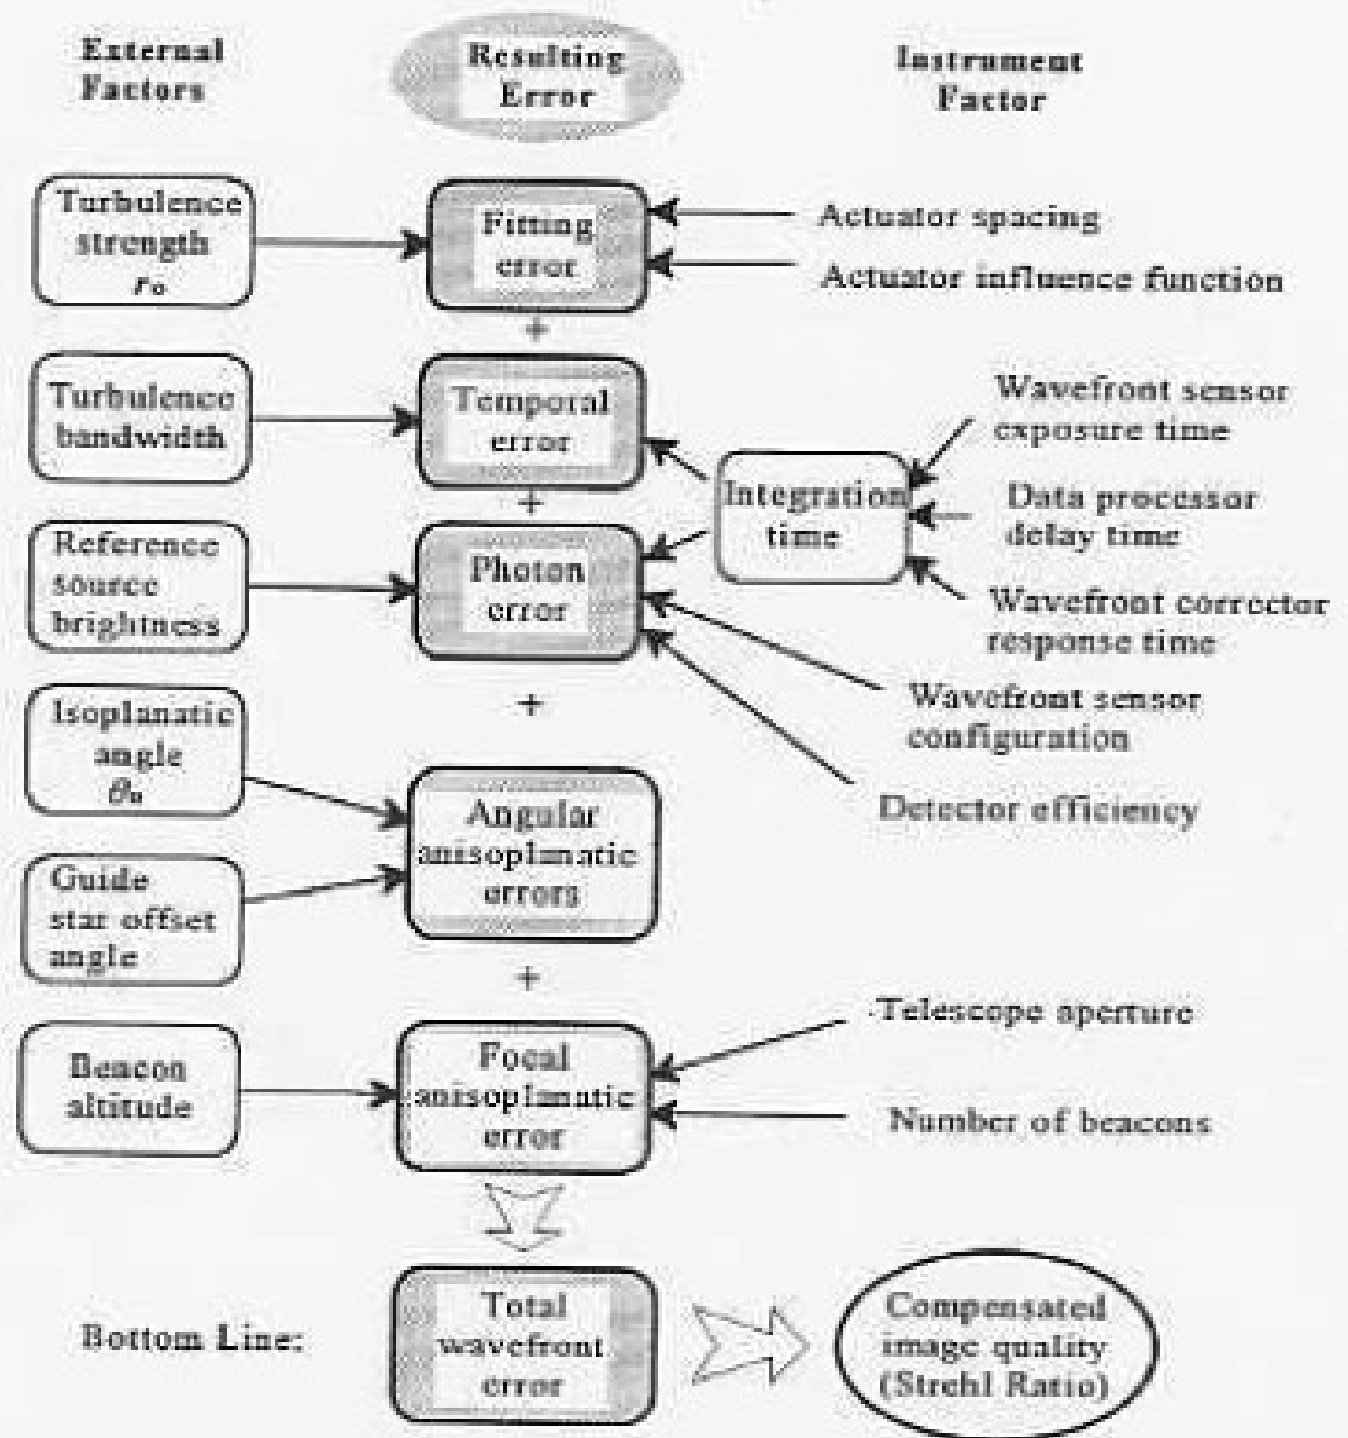 External
Factors
Resulting
Error
Instrument
Factor
Turbulence
strength
r₀
Fitting
error
Actuator spacing
Actuator influence function
+
Turbulence
bandwidth
Temporal
error
Integration
time
Wavefront sensor
exposure time
Data processor
delay time
Wavefront corrector
response time
+
Reference
source
brightness
Photon
error
Wavefront sensor
configuration
Detector efficiency
+
Isoplanatic
angle
θ₀
Guide
star offset
angle
Angular
anisoplanatic
errors
+
Beacon
altitude
Focal
anisoplanatic
error
Telescope aperture
Number of beacons
Bottom Line:
Total
wavefront
error
Compensated
image quality
(Strehl Ratio)